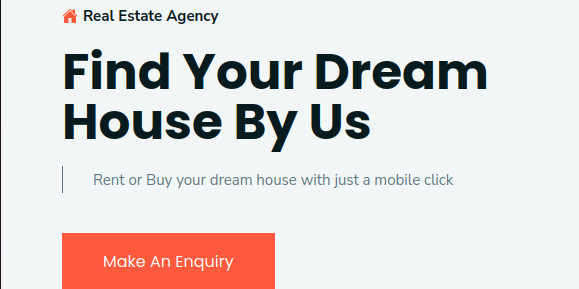 Real Estate Agency
Find Your Dream
House By Us
Rent or Buy your dream house with just a mobile click
Make An Enquiry